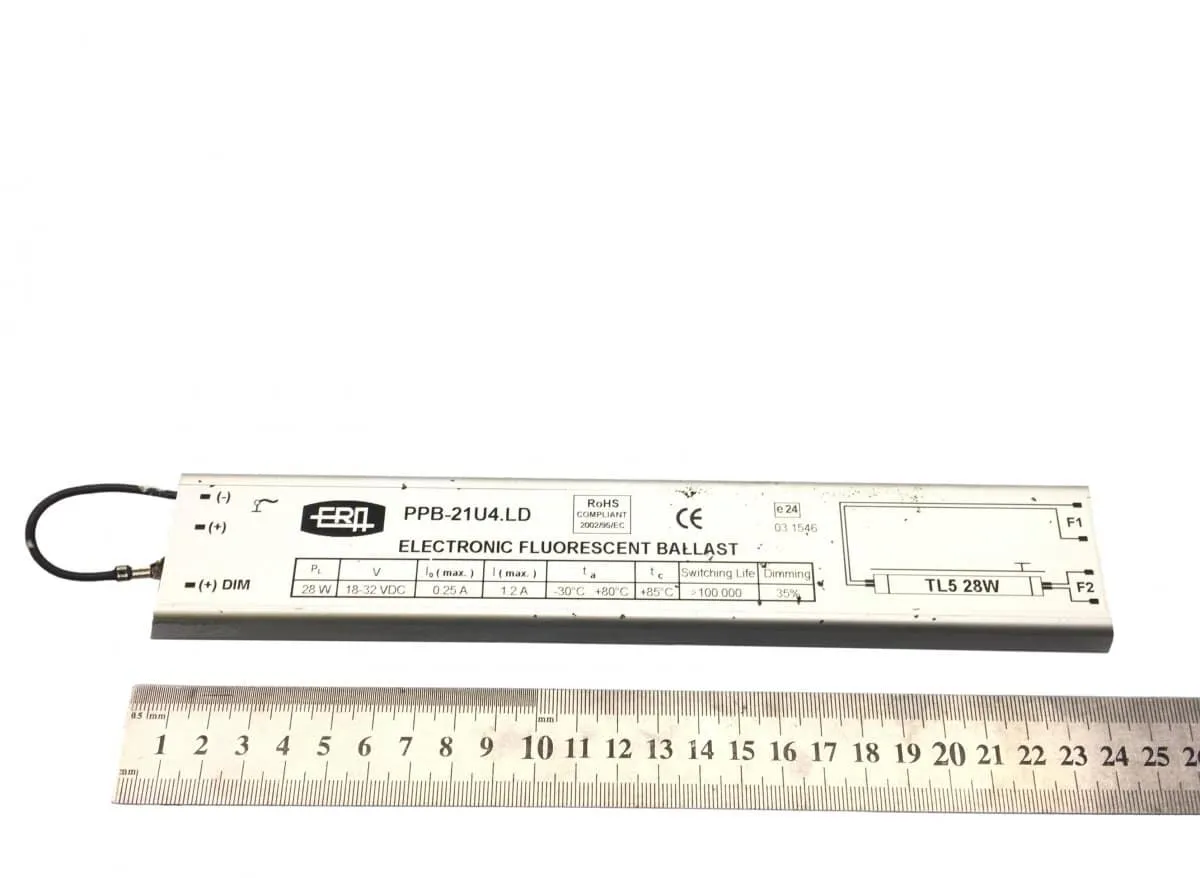 (-)
(+)
(+) DIM
ERA
PPB-21U4.LD
RoHS
COMPLIANT
2002/95/EC
CE
e 24
03 1546
ELECTRONIC FLUORESCENT BALLAST
PL V I0 ( max. ) I ( max. ) ta tc Switching Life Dimming
28 W 18-32 VDC 0.25 A 1.2 A -30°C +80°C +85°C >100.000 35%
F1
F2
TL5 28W
0.5 1mm
mm
1 2 3 4 5 6 7 8 9 10 11 12 13 14 15 16 17 18 19 20 21 22 23 24 25
mm